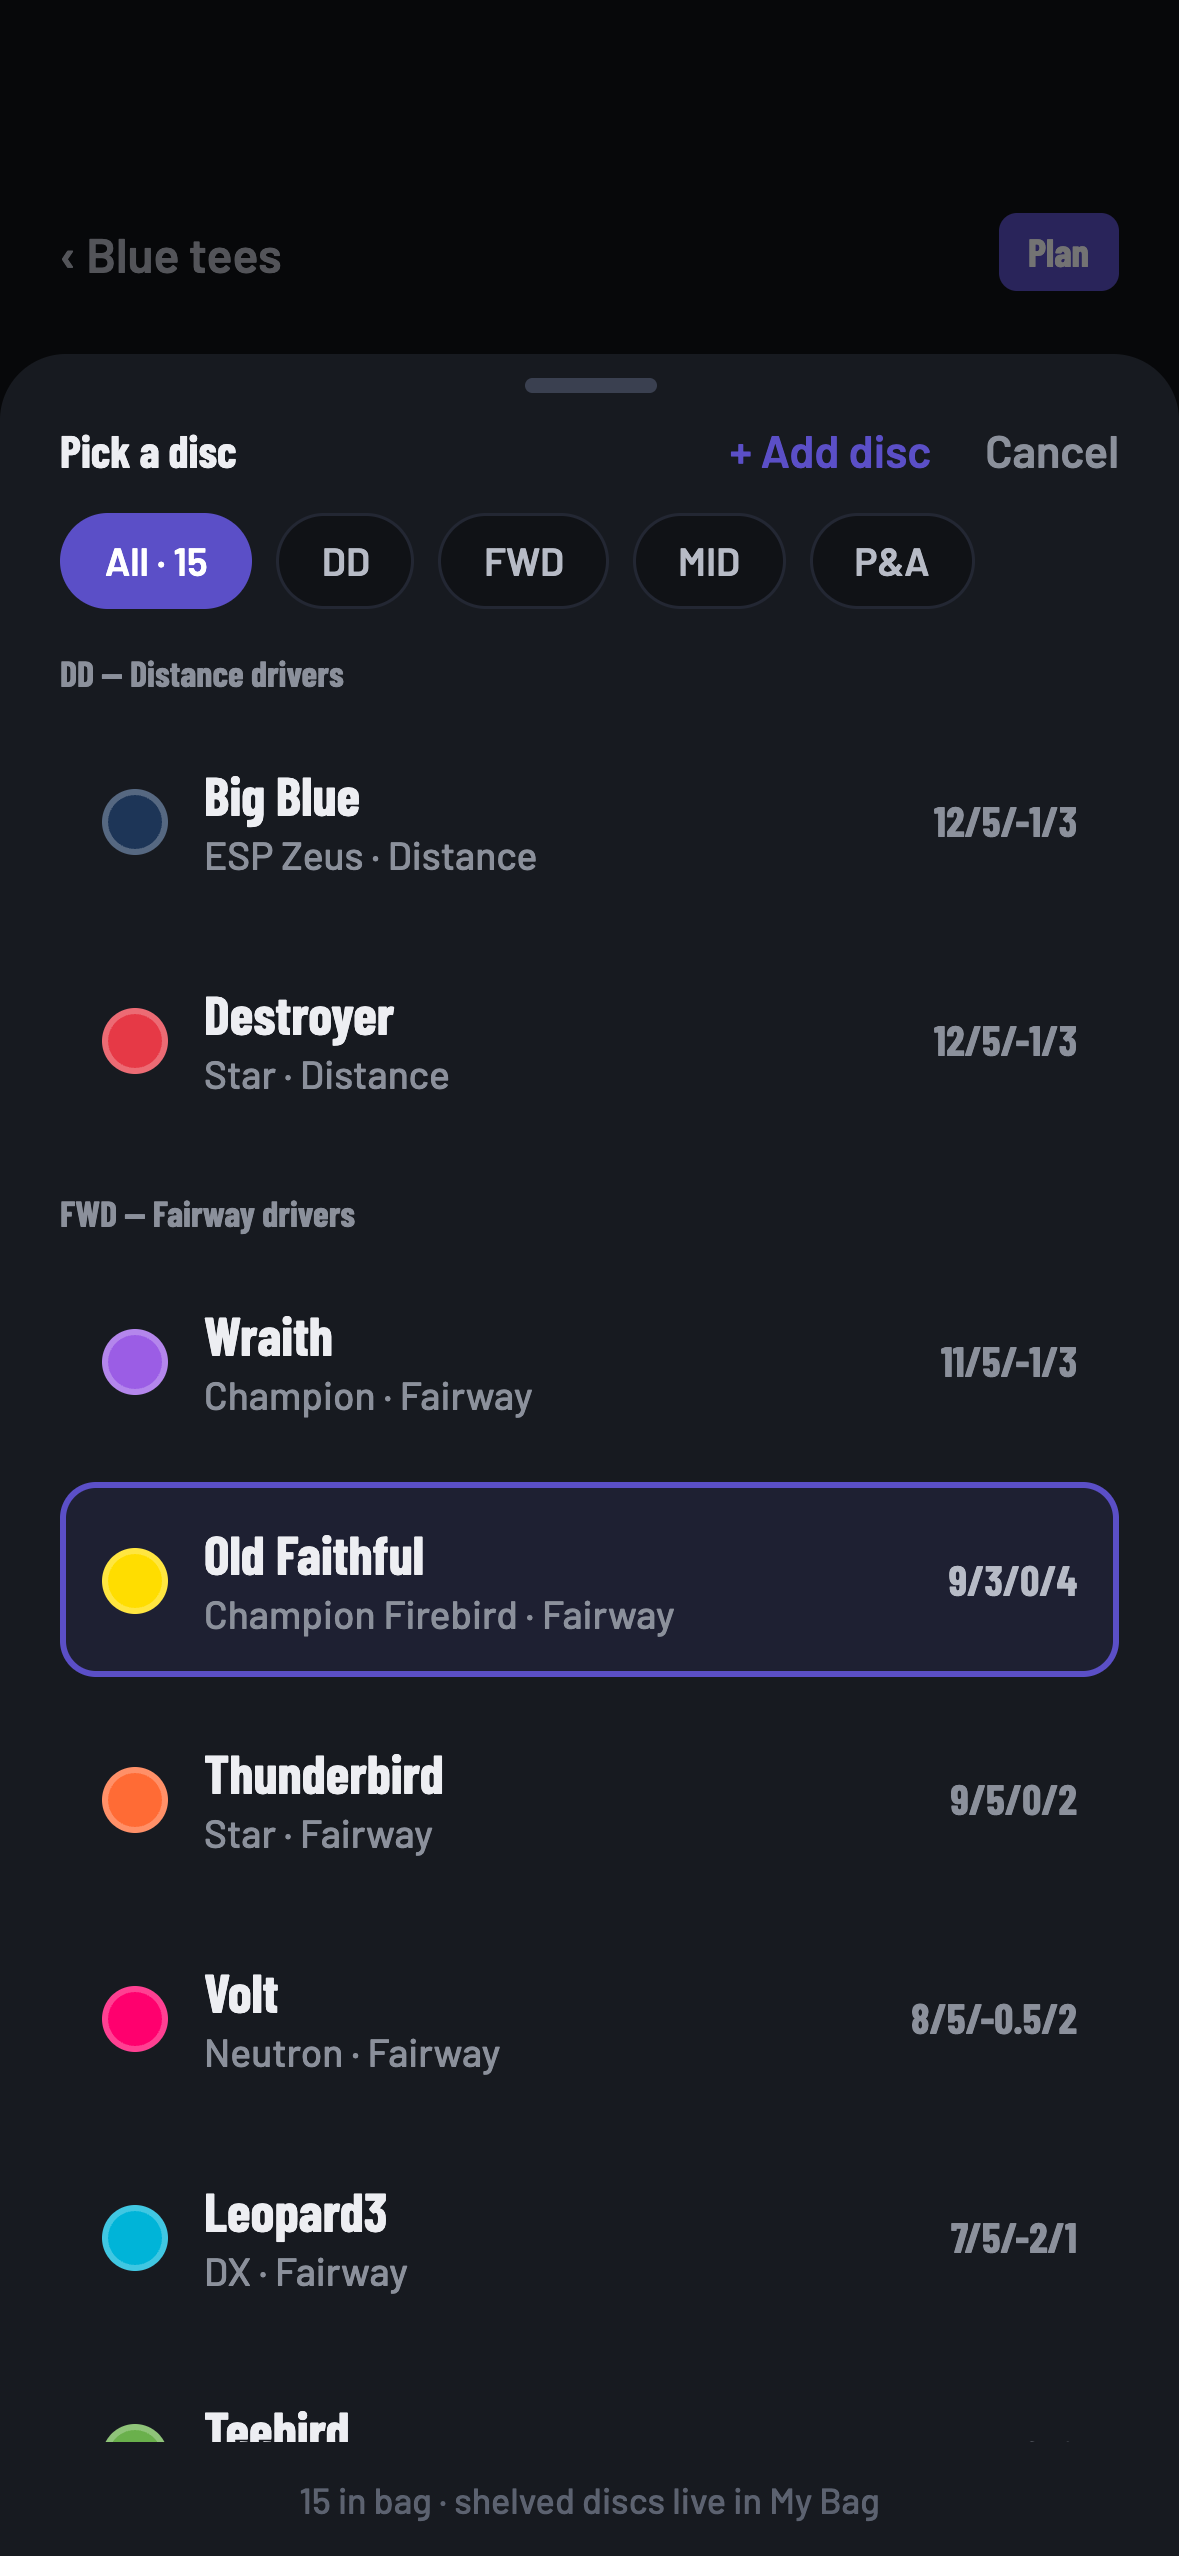 ‹ Blue tees
Plan
Pick a disc
+ Add disc
Cancel
All · 15
DD
FWD
MID
P&A
DD — Distance drivers
Big Blue
ESP Zeus · Distance
12/5/-1/3
Destroyer
Star · Distance
12/5/-1/3
FWD — Fairway drivers
Wraith
Champion · Fairway
11/5/-1/3
Old Faithful
Champion Firebird · Fairway
9/3/0/4
Thunderbird
Star · Fairway
9/5/0/2
Volt
Neutron · Fairway
8/5/-0.5/2
Leopard3
DX · Fairway
7/5/-2/1
Teebird
15 in bag · shelved discs live in My Bag